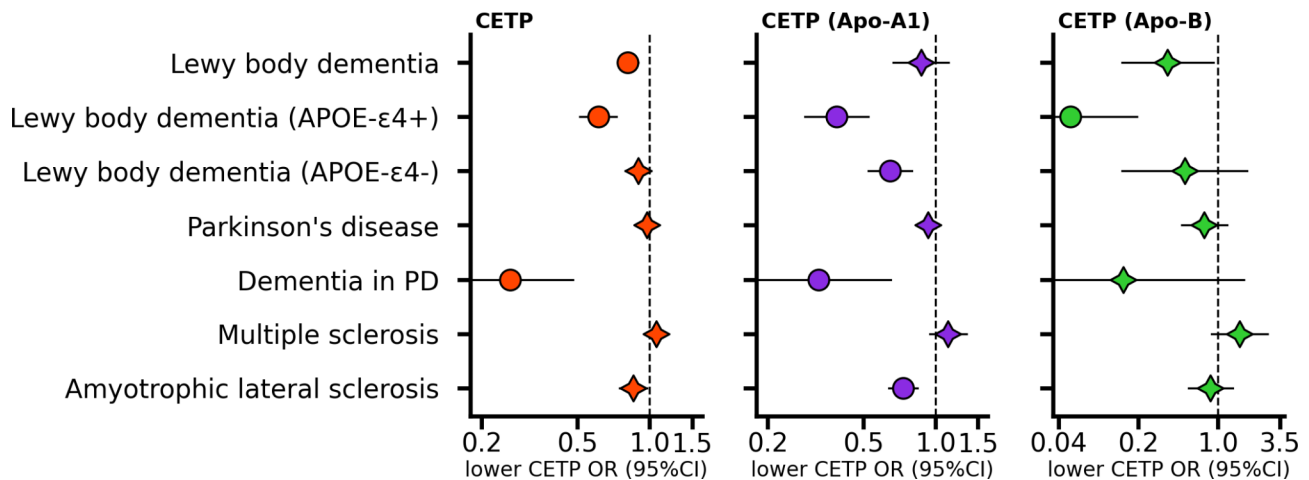 CETP
CETP (Apo-A1)
CETP (Apo-B)
Lewy body dementia
Lewy body dementia (APOE-ε4+)
Lewy body dementia (APOE-ε4-)
Parkinson's disease
Dementia in PD
Multiple sclerosis
Amyotrophic lateral sclerosis
0.2 0.5 1.0 1.5
0.2 0.5 1.0 1.5
0.04 0.2 1.0 3.5
lower CETP OR (95%CI)
lower CETP OR (95%CI)
lower CETP OR (95%CI)